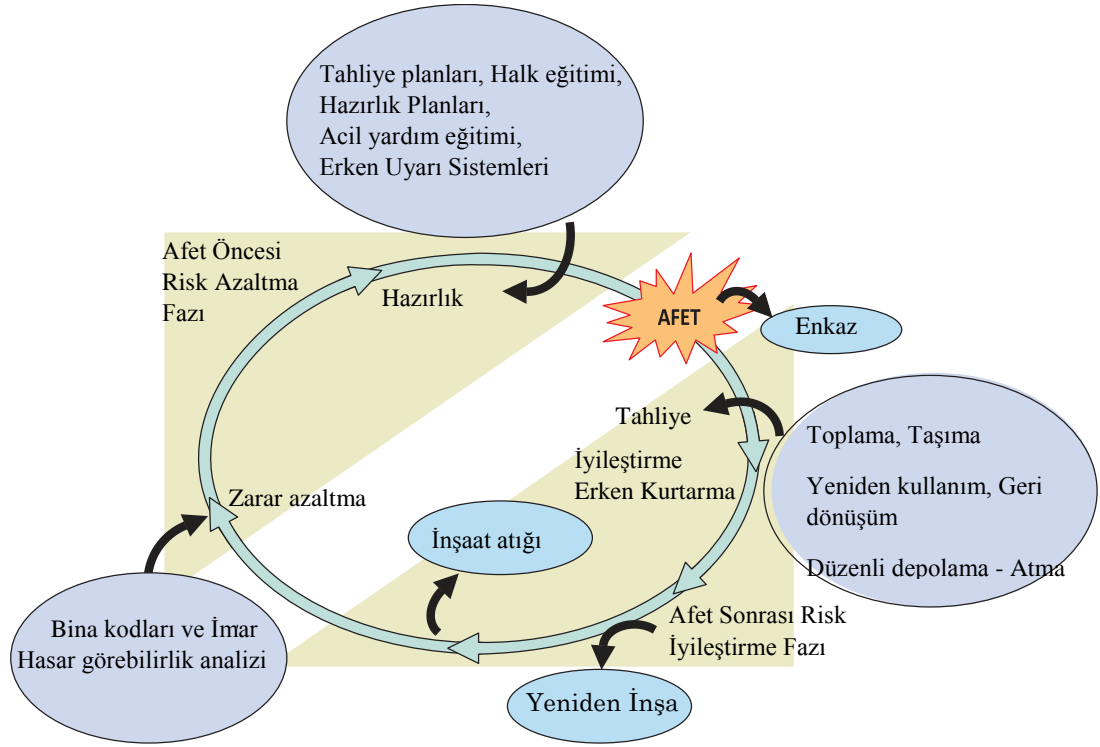 Tahliye planları, Halk eğitimi,
Hazırlık Planları,
Acil yardım eğitimi,
Erken Uyarı Sistemleri
Afet Öncesi
Risk Azaltma
Fazı
Hazırlık
AFET
Enkaz
Tahliye
Toplama, Taşıma
Yeniden kullanım, Geri
dönüşüm
Düzenli depolama - Atma
İyileştirme
Erken Kurtarma
Zarar azaltma
İnşaat atığı
Bina kodları ve İmar
Hasar görebilirlik analizi
Afet Sonrası Risk
İyileştirme Fazı
Yeniden İnşa